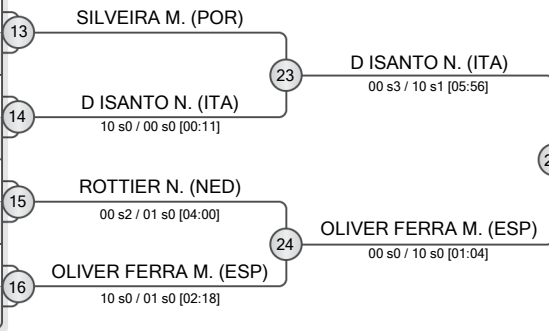 13
SILVEIRA M. (POR)
23
D ISANTO N. (ITA)
00 s3 / 10 s1 [05:56]
14
D ISANTO N. (ITA)
10 s0 / 00 s0 [00:11]
15
ROTTIER N. (NED)
00 s2 / 01 s0 [04:00]
24
OLIVER FERRA M. (ESP)
00 s0 / 10 s0 [01:04]
16
OLIVER FERRA M. (ESP)
10 s0 / 01 s0 [02:18]